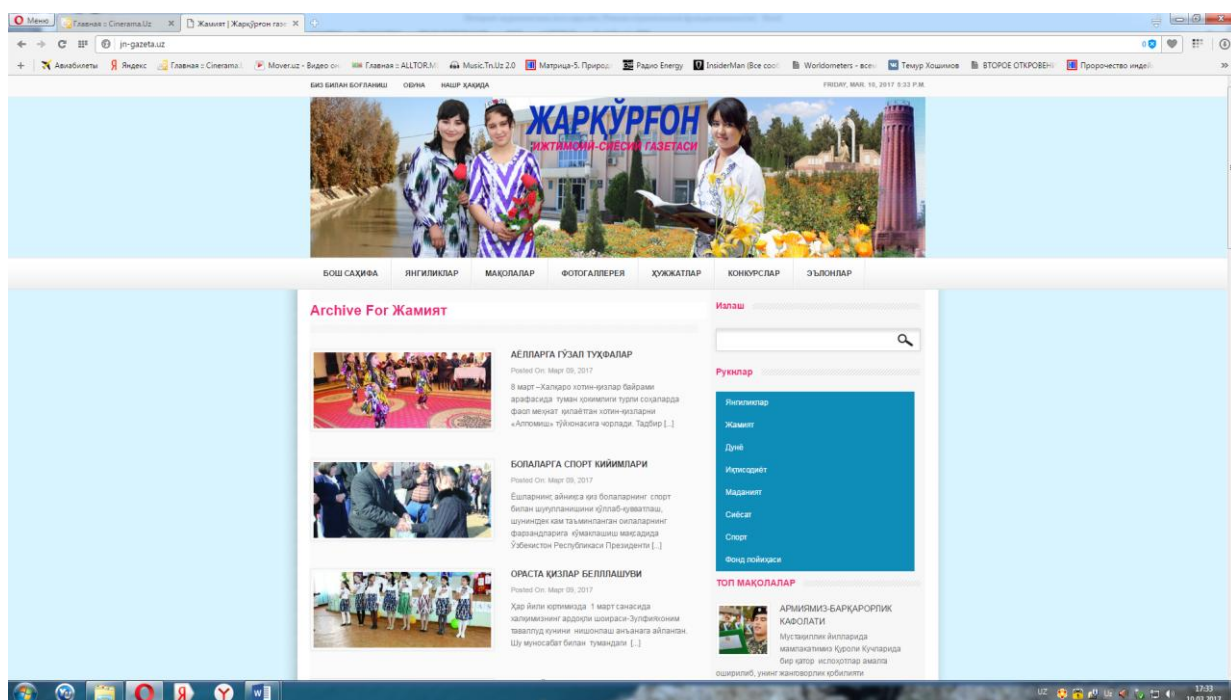 Меню
Главная :: Cinerama.Uz
Жамият | Жарқўрғон газе
jn-gazeta.uz
Авиабилеты
Яндекс
Главная :: Cinerama.
Mover.uz - Видео он
Главная :: ALLTOR.M
Music.Tn.Uz 2.0
Матрица-5. Природ
Радио Energy
InsiderMan (Все сооб
Worldometers - всем
Темур Хошимов
ВТОРОЕ ОТКРОВЕН
Пророчество индей
БИЗ БИЛАН БОҒЛАНИШ ОБУНА НАШР ҲАҚИДА
FRIDAY, MAR. 10, 2017 5:33 P.M.
ЖАРҚЎРҒОН
ИЖТИМОИЙ-СИЁСИЙ ГАЗЕТАСИ
БОШ САҲИФА ЯНГИЛИКЛАР МАҚОЛАЛАР ФОТОГАЛЛЕРЕЯ ҲУЖЖАТЛАР КОНКУРСЛАР ЭЪЛОНЛАР
Archive For Жамият
АЁЛЛАРГА ГЎЗАЛ ТУҲФАЛАР
Posted On: Март 09, 2017
8 март –Халқаро хотин-қизлар байрами
арафасида туман ҳокимлиги турли соҳаларда
фаол меҳнат қилаётган хотин-қизларни
«Алпомиш» тўйхонасига чорлади. Тадбир [...]
БОЛАЛАРГА СПОРТ КИЙИМЛАРИ
Posted On: Март 09, 2017
Ёшларнинг, айниқса қиз болаларнинг спорт
билан шуғулланишини қўллаб-қувватлаш,
шунингдек кам таъминланган оилаларнинг
фарзандларига кўмаклашиш мақсадида
Ўзбекистон Республикаси Президенти [...]
ОРАСТА ҚИЗЛАР БЕЛЛЛАШУВИ
Posted On: Март 09, 2017
Ҳар йили юртимизда 1 март санасида
халқимизнинг ардоқли шоираси-Зулфияхоним
таваллуд кунини нишонлаш анъанага айланган.
Шу муносабат билан тумандаги [...]
Излаш
Рукнлар
Янгиликлар
Жамият
Дунё
Иқтисодиёт
Маданият
Сиёсат
Спорт
Фонд лойиҳаси
ТОП МАҚОЛАЛАР
АРМИЯМИЗ-БАРҚАРОРЛИК
КАФОЛАТИ
Мустақиллик йилларида
мамлакатимиз Қуроли Кучларида
бир қатор ислоҳотлар амалга
оширилиб, унинг жанговорлик қобилияти
UZ
17:33
10.03.2017